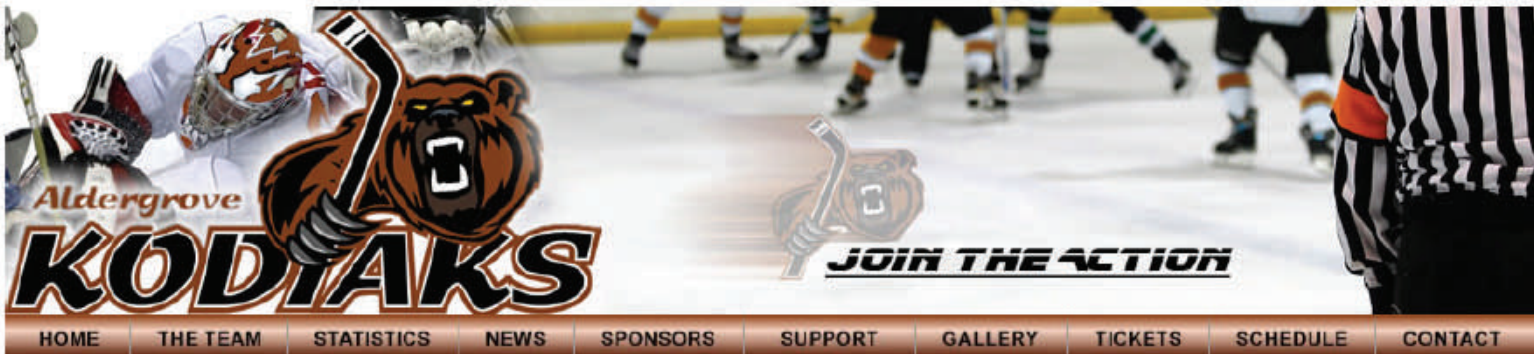 Aldergrove
KODIAKS
JOIN THE ACTION
HOME THE TEAM STATISTICS NEWS SPONSORS SUPPORT GALLERY TICKETS SCHEDULE CONTACT